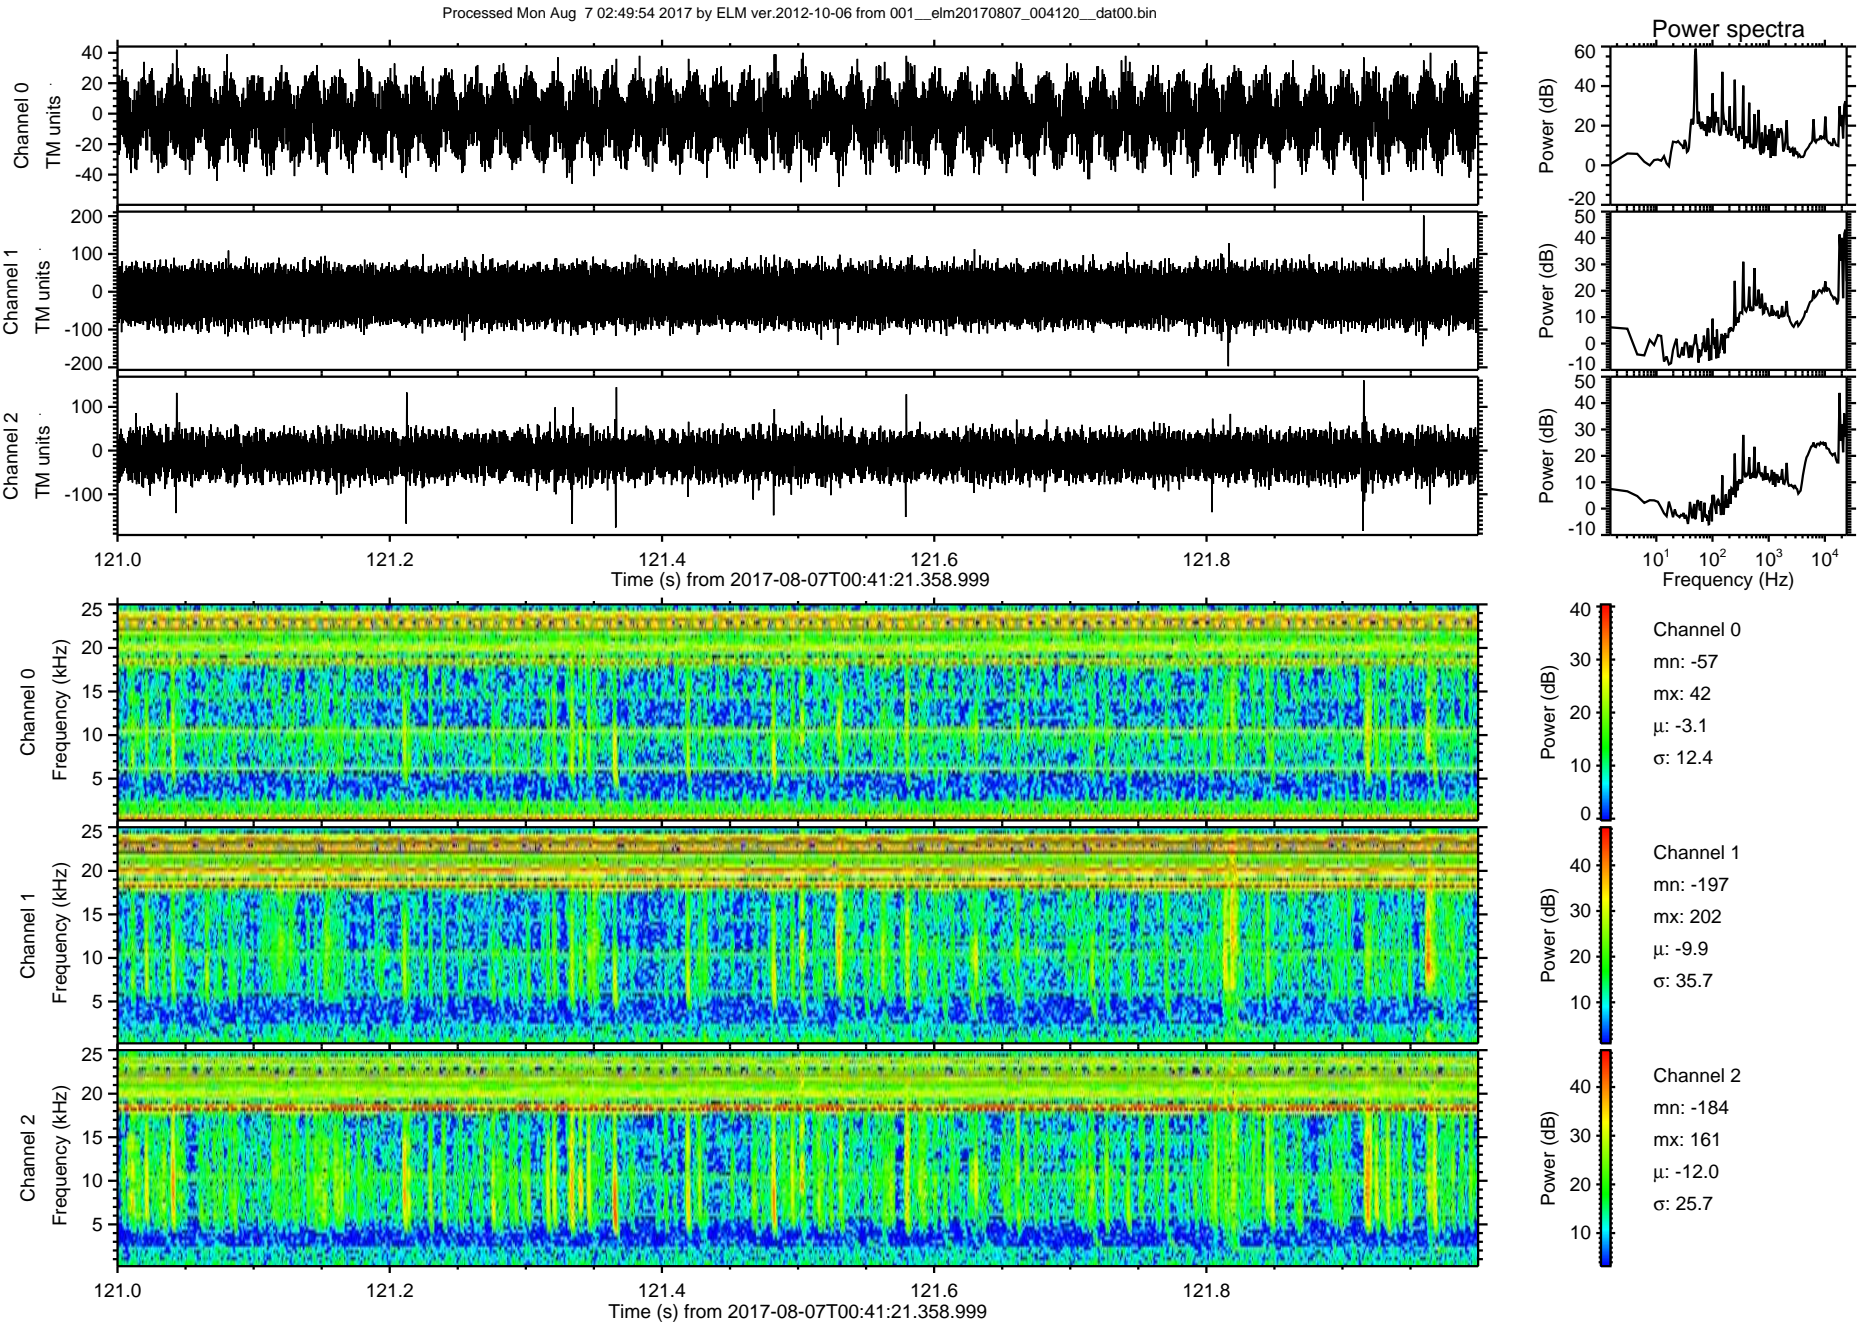 Processed Mon Aug  7 02:49:54 2017 by ELM ver.2012-10-06 from 001__elm20170807_004120__dat00.bin
Power spectra
Channel 0
TM units
40
20
0
-20
-40
Power (dB)
60
40
20
0
-20
Channel 1
TM units
200
100
0
-100
-200
Power (dB)
50
40
30
20
10
0
-10
Channel 2
TM units
100
0
-100
Power (dB)
50
40
30
20
10
0
-10
121.0 121.2 121.4 121.6 121.8
Time (s) from 2017-08-07T00:41:21.358.999
10^1 10^2 10^3 10^4
Frequency (Hz)
Channel 0
Frequency (kHz)
25
20
15
10
5
Power (dB)
40
30
20
10
0
Channel 0
mn: -57
mx: 42
μ: -3.1
σ: 12.4
Channel 1
Frequency (kHz)
25
20
15
10
5
Power (dB)
40
30
20
10
Channel 1
mn: -197
mx: 202
μ: -9.9
σ: 35.7
Channel 2
Frequency (kHz)
25
20
15
10
5
Power (dB)
40
30
20
10
Channel 2
mn: -184
mx: 161
μ: -12.0
σ: 25.7
121.0 121.2 121.4 121.6 121.8
Time (s) from 2017-08-07T00:41:21.358.999